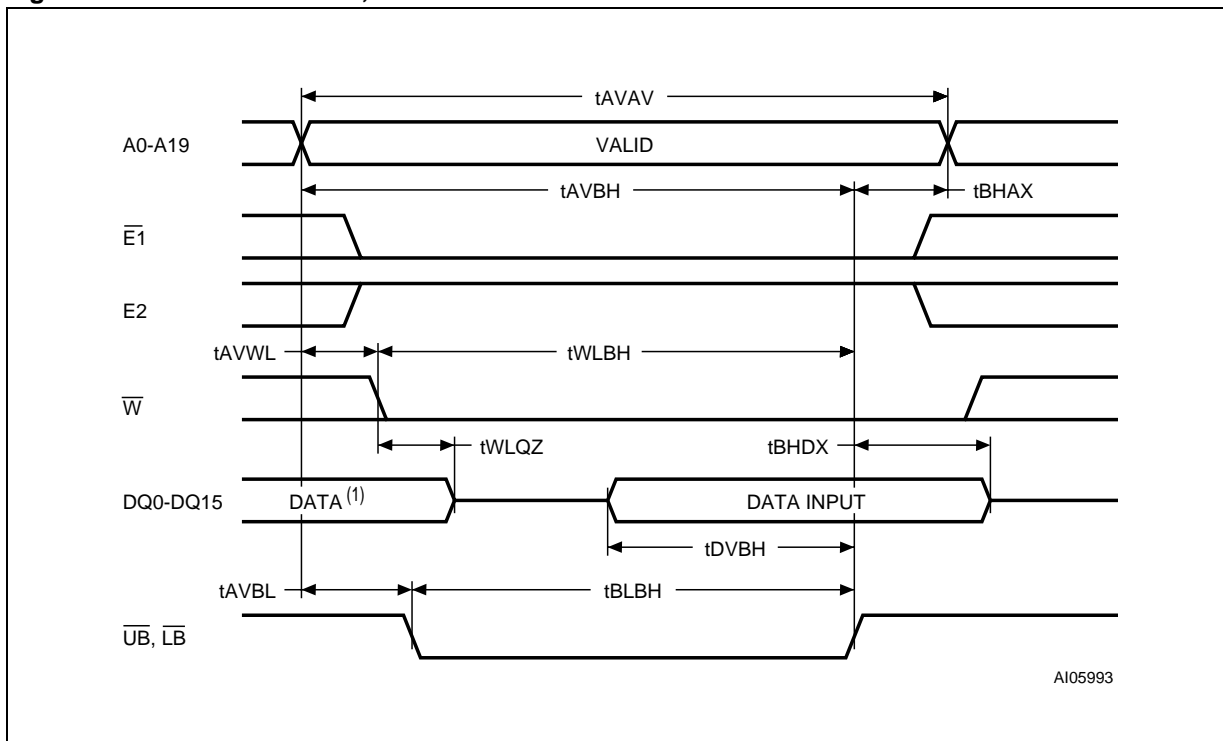 tAVAV
A0-A19 VALID
tAVBH tBHAX
E1
E2
tAVWL tWLBH
W
tWLQZ tBHDX
DQ0-DQ15 DATA (1) DATA INPUT
tDVBH
tAVBL tBLBH
UB, LB
AI05993